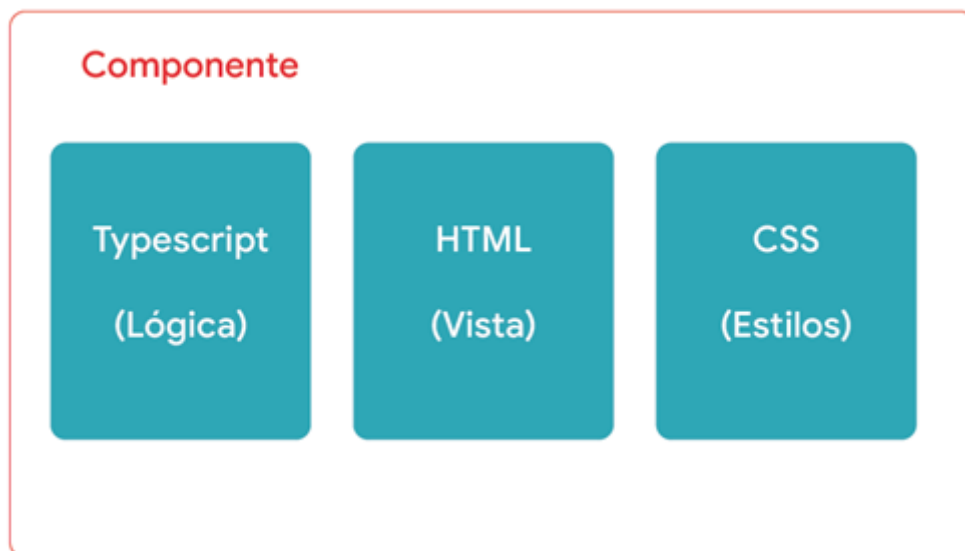 Componente
Typescript
(Lógica)
HTML
(Vista)
CSS
(Estilos)